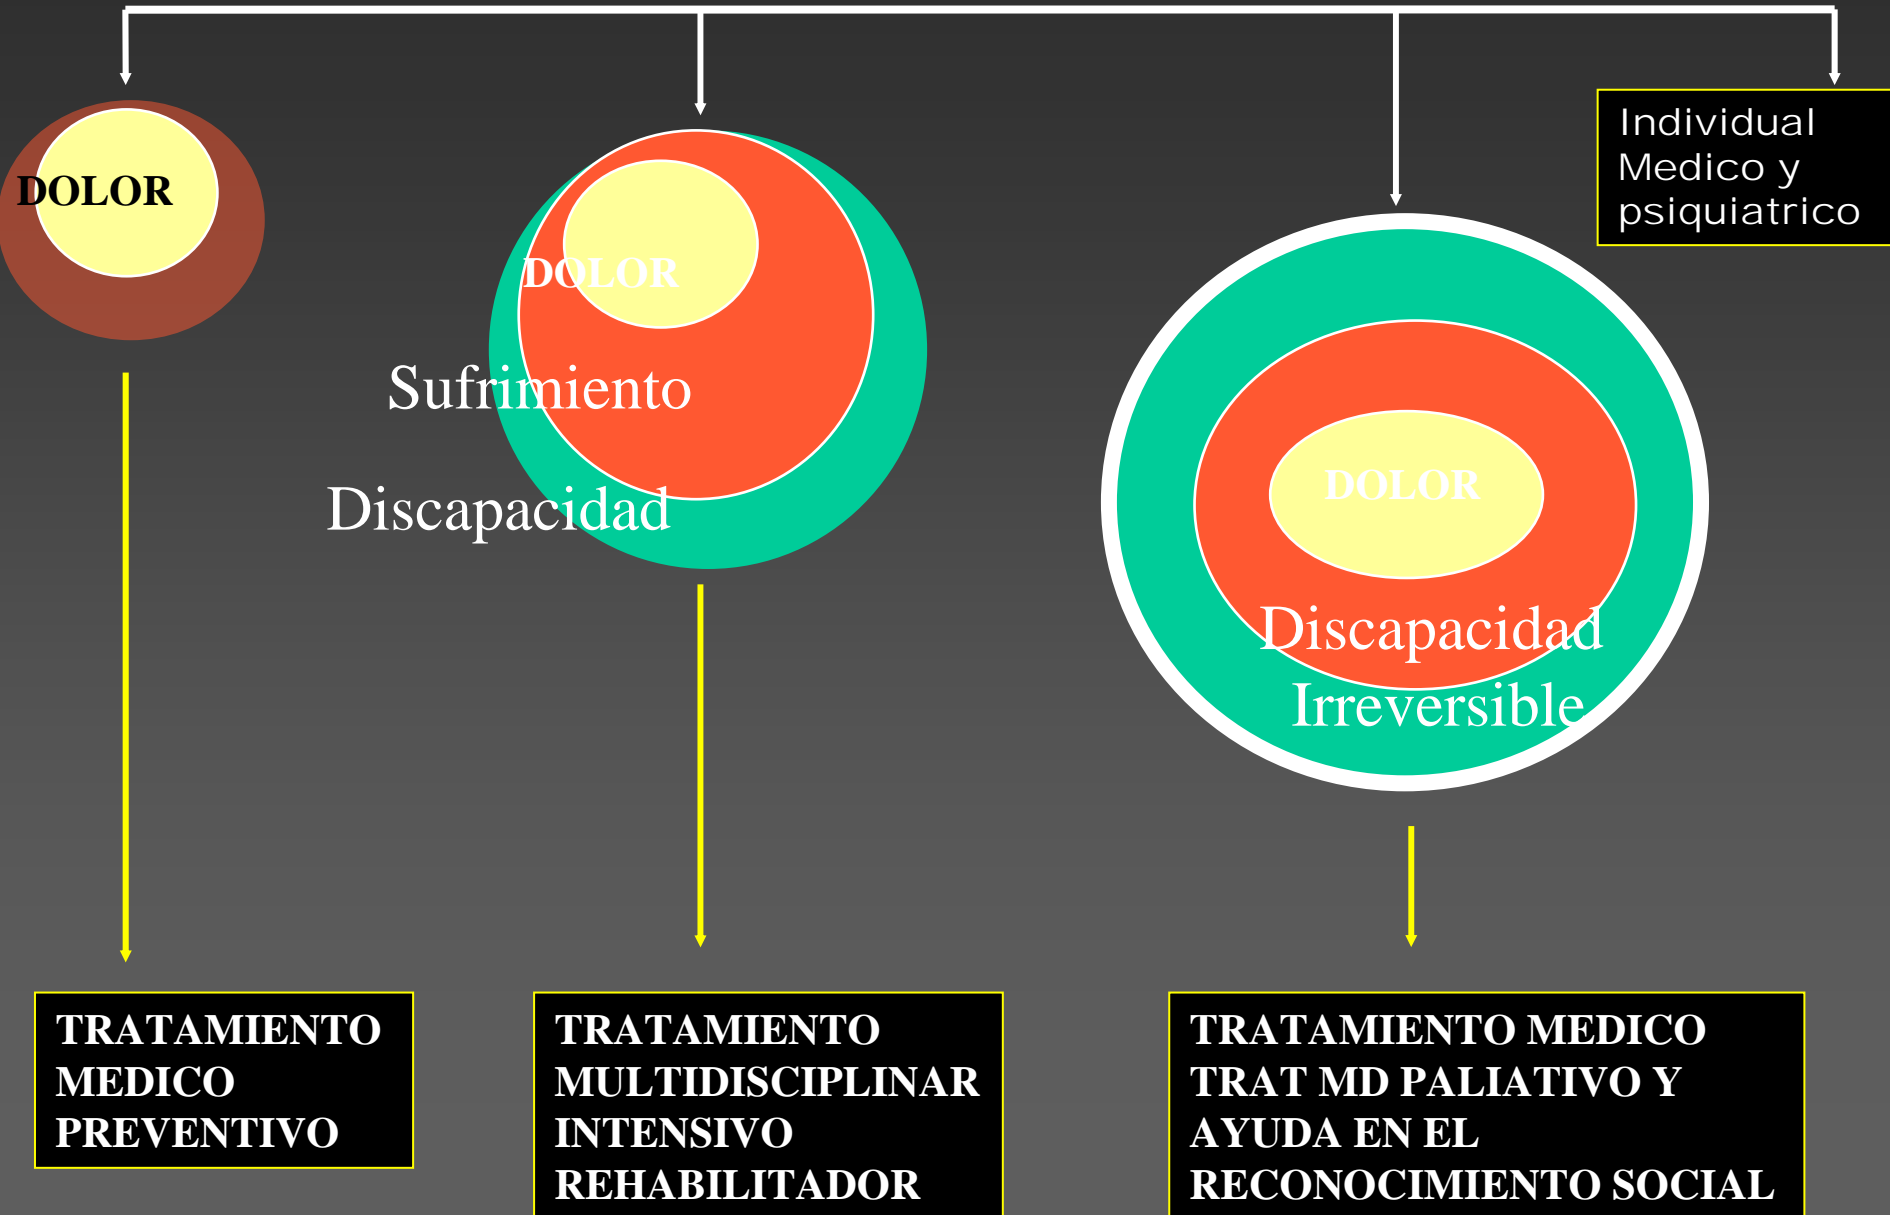 DOLOR
DOLOR
Sufrimiento
Discapacidad
DOLOR
Discapacidad
Irreversible
Individual
Medico y
psiquiatrico
TRATAMIENTO
MEDICO
PREVENTIVO
TRATAMIENTO
MULTIDISCIPLINAR
INTENSIVO
REHABILITADOR
TRATAMIENTO MEDICO
TRAT MD PALIATIVO Y
AYUDA EN EL
RECONOCIMIENTO SOCIAL